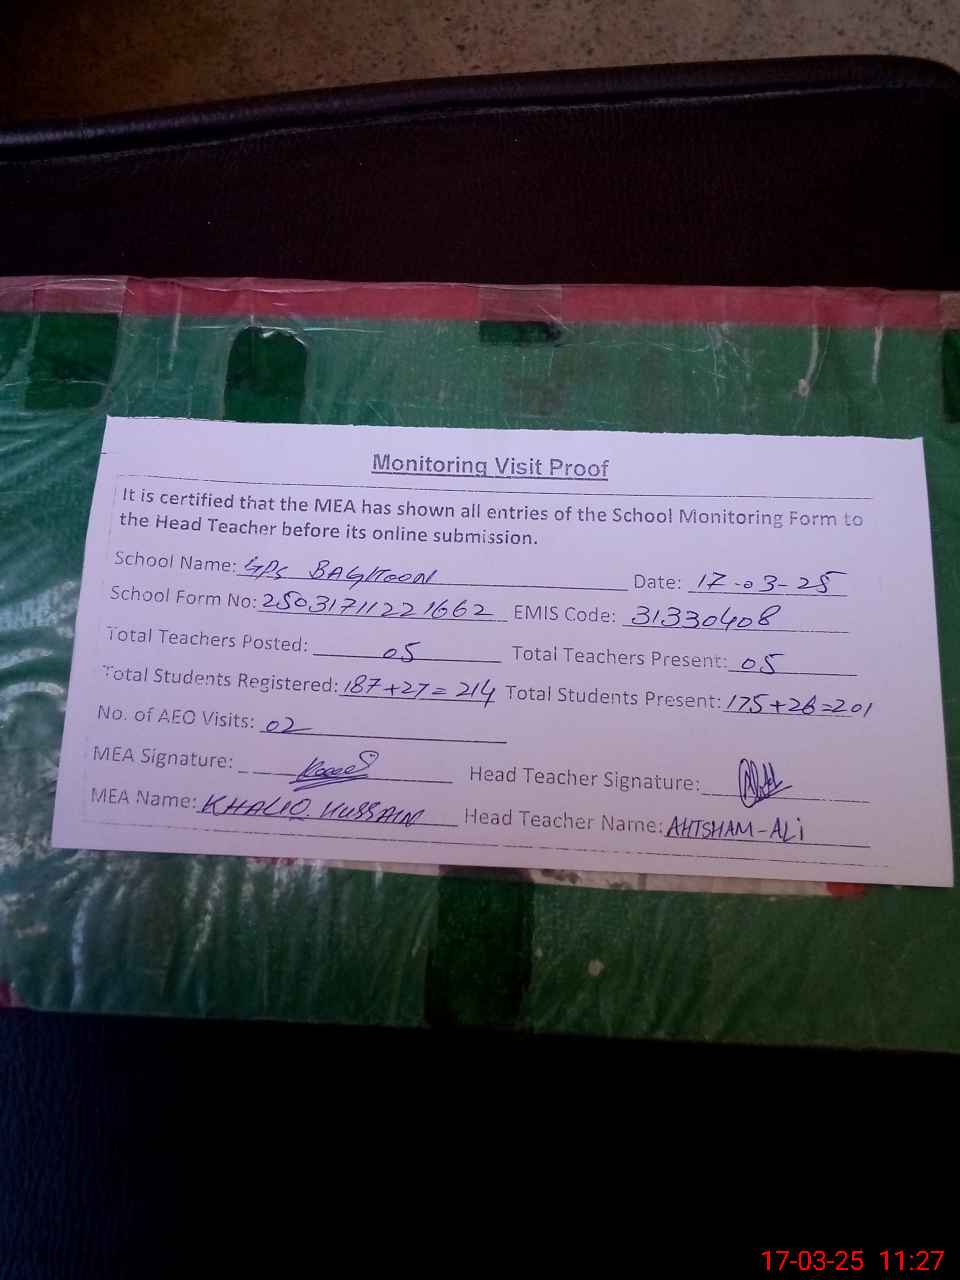 Monitoring Visit Proof
It is certified that the MEA has shown all entries of the School Monitoring Form to
the Head Teacher before its online submission.
School Name: GPS BAGHTOON Date: 17-03-25
School Form No: 25031711221662 EMIS Code: 31330408
Total Teachers Posted: 05 Total Teachers Present: 05
Total Students Registered: 187+27=214 Total Students Present: 175+26=201
No. of AEO Visits: 02
MEA Signature: Head Teacher Signature:
MEA Name: KHALIQ HUSSAIN Head Teacher Name: AHTSHAM-ALi
17-03-25 11:27